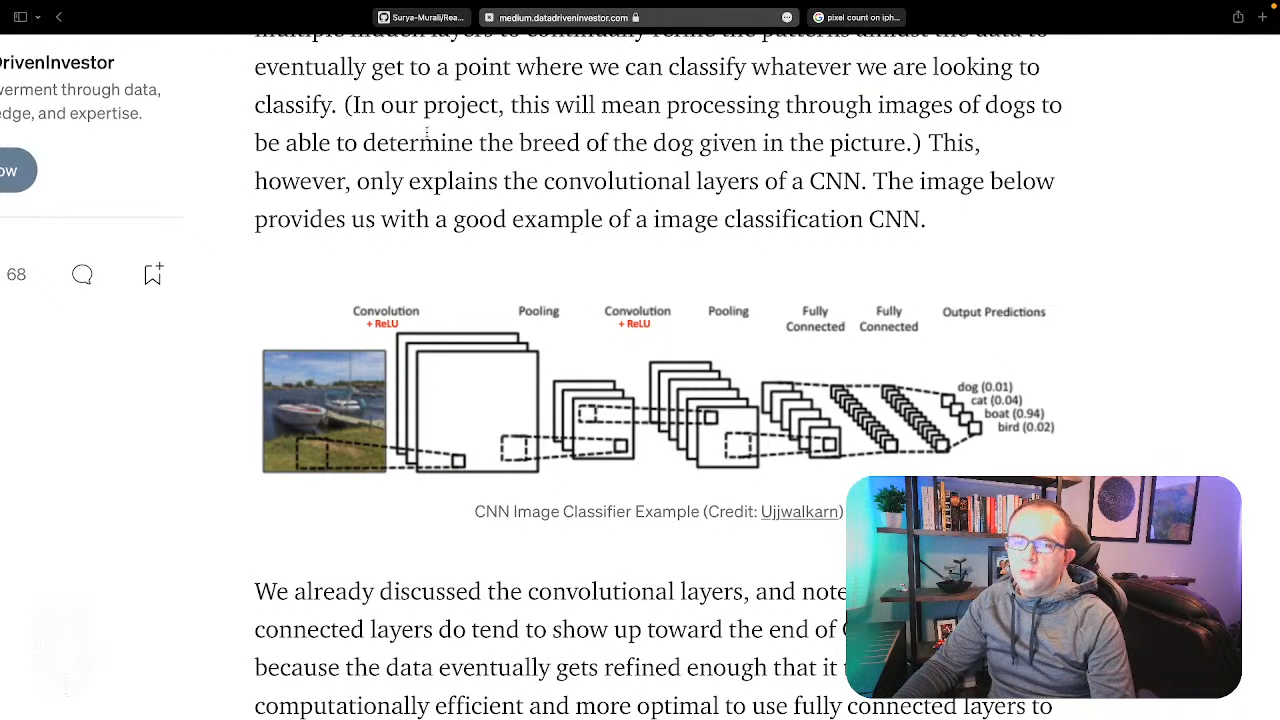 Surya-Murali/Rea...
medium.datadriveninvestor.com
pixel count on iph...
DrivenInvestor
werment through data,
edge, and expertise.
ow
68
eventually get to a point where we can classify whatever we are looking to
classify. (In our project, this will mean processing through images of dogs to
be able to determine the breed of the dog given in the picture.) This,
however, only explains the convolutional layers of a CNN. The image below
provides us with a good example of a image classification CNN.
Convolution
+ ReLU
Pooling
Convolution
+ ReLU
Pooling
Fully
Connected
Fully
Connected
Output Predictions
dog (0.01)
cat (0.04)
boat (0.94)
bird (0.02)
CNN Image Classifier Example (Credit: Ujjwalkarn)
We already discussed the convolutional layers, and note
connected layers do tend to show up toward the end of
because the data eventually gets refined enough that it
computationally efficient and more optimal to use fully connected layers to